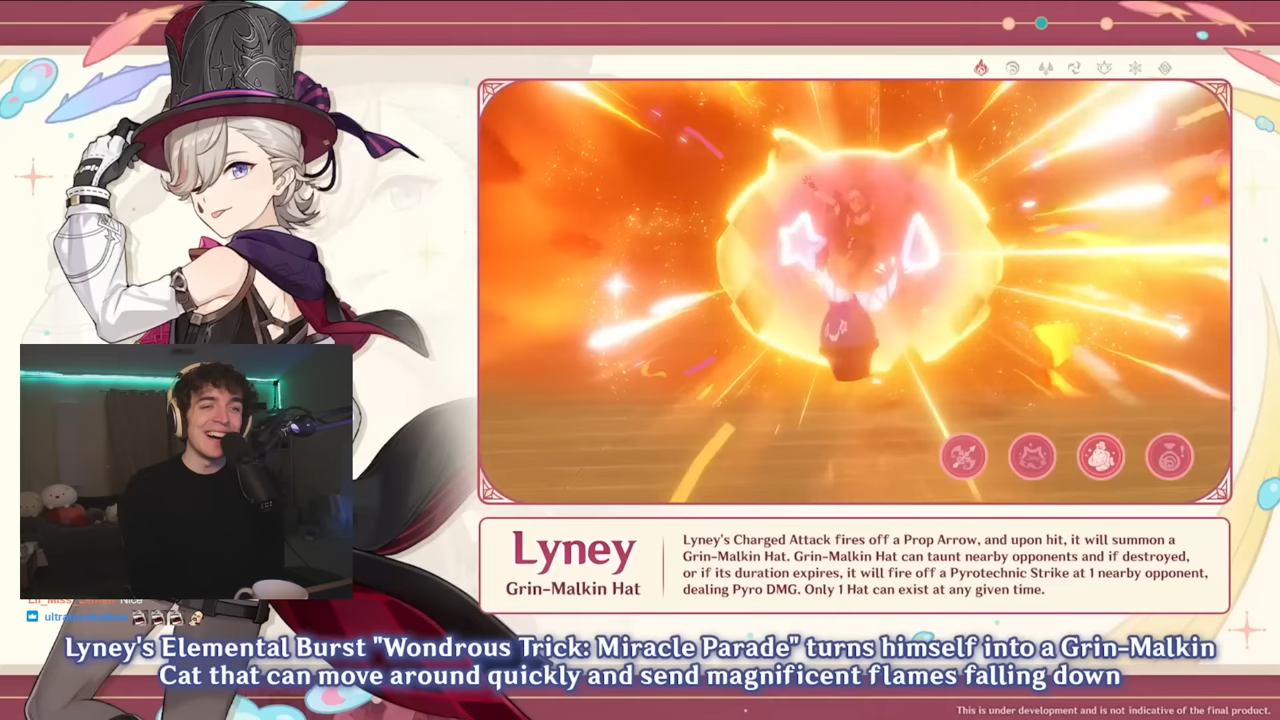 Lyney
Grin-Malkin Hat
Lyney's Charged Attack fires off a Prop Arrow, and upon hit, it will summon a
Grin-Malkin Hat. Grin-Malkin Hat can taunt nearby opponents and if destroyed,
or if its duration expires, it will fire off a Pyrotechnic Strike at 1 nearby opponent,
dealing Pyro DMG. Only 1 Hat can exist at any given time.
Nice
Lyney's Elemental Burst "Wondrous Trick: Miracle Parade" turns himself into a Grin-Malkin
Cat that can move around quickly and send magnificent flames falling down
This is under development and is not indicative of the final product.